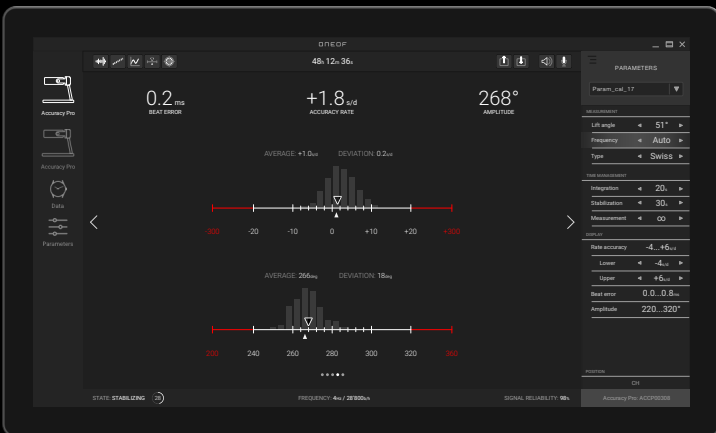 ONEOF
48h 12m 36s
PARAMETERS
Param_cal_17
0.2 ms
BEAT ERROR
+1.8 s/d
ACCURACY RATE
268°
AMPLITUDE
Accuracy Pro
Accuracy Pro
Data
Parameters
AVERAGE: +1.0s/d DEVIATION: 0.2s/d
-300 -20 -10 0 +10 +20 +300
AVERAGE: 266deg DEVIATION: 18deg
200 240 260 280 300 320 360
MEASUREMENT
Lift angle 51°
Frequency Auto
Type Swiss
TIME MANAGEMENT
Integration 20s
Stabilization 30s
Measurement ∞
DISPLAY
Rate accuracy -4...+6s/d
Lower -4s/d
Upper +6s/d
Beat error 0.0...0.8ms
Amplitude 220...320°
POSITION
CH
STATE: STABILIZING 28
FREQUENCY: 4Hz / 28'800A/h
SIGNAL RELIABILITY: 98%